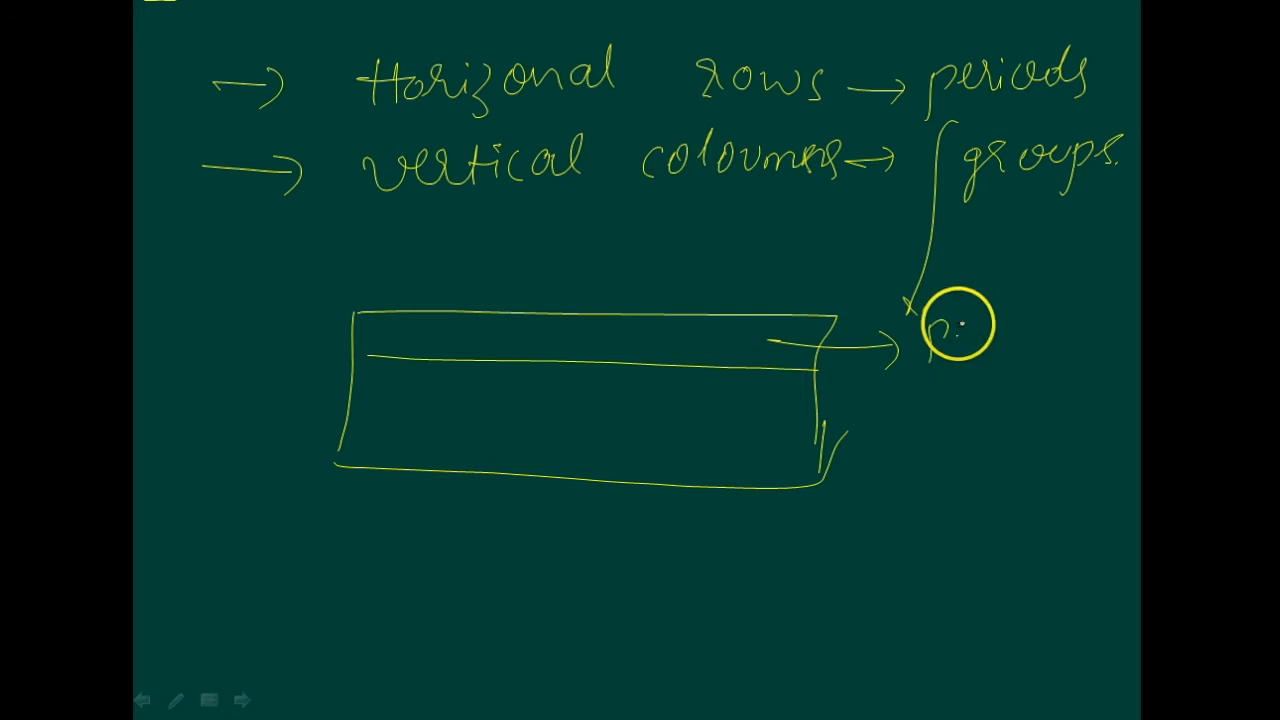 → Horizonal rows → periods
→ vertical coloumns → groups.
p.